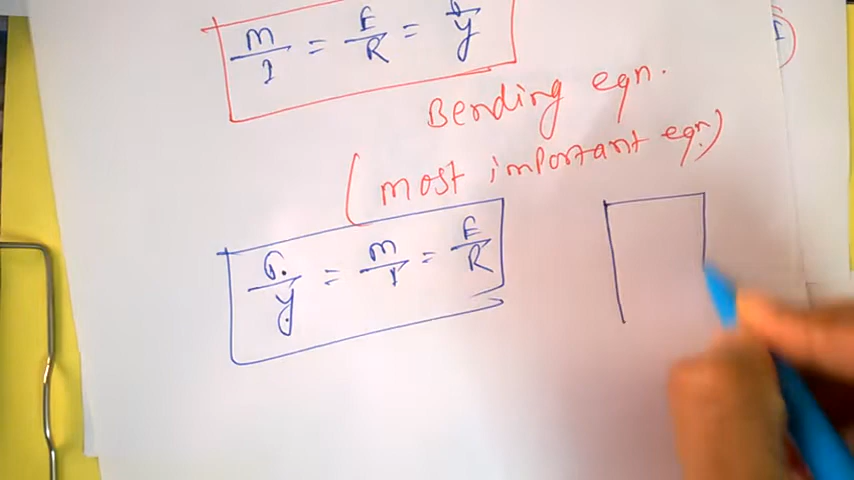 M/I = E/R = σ/y
Bending eqn.
(most important eqn.)
σ/y = M/I = E/R